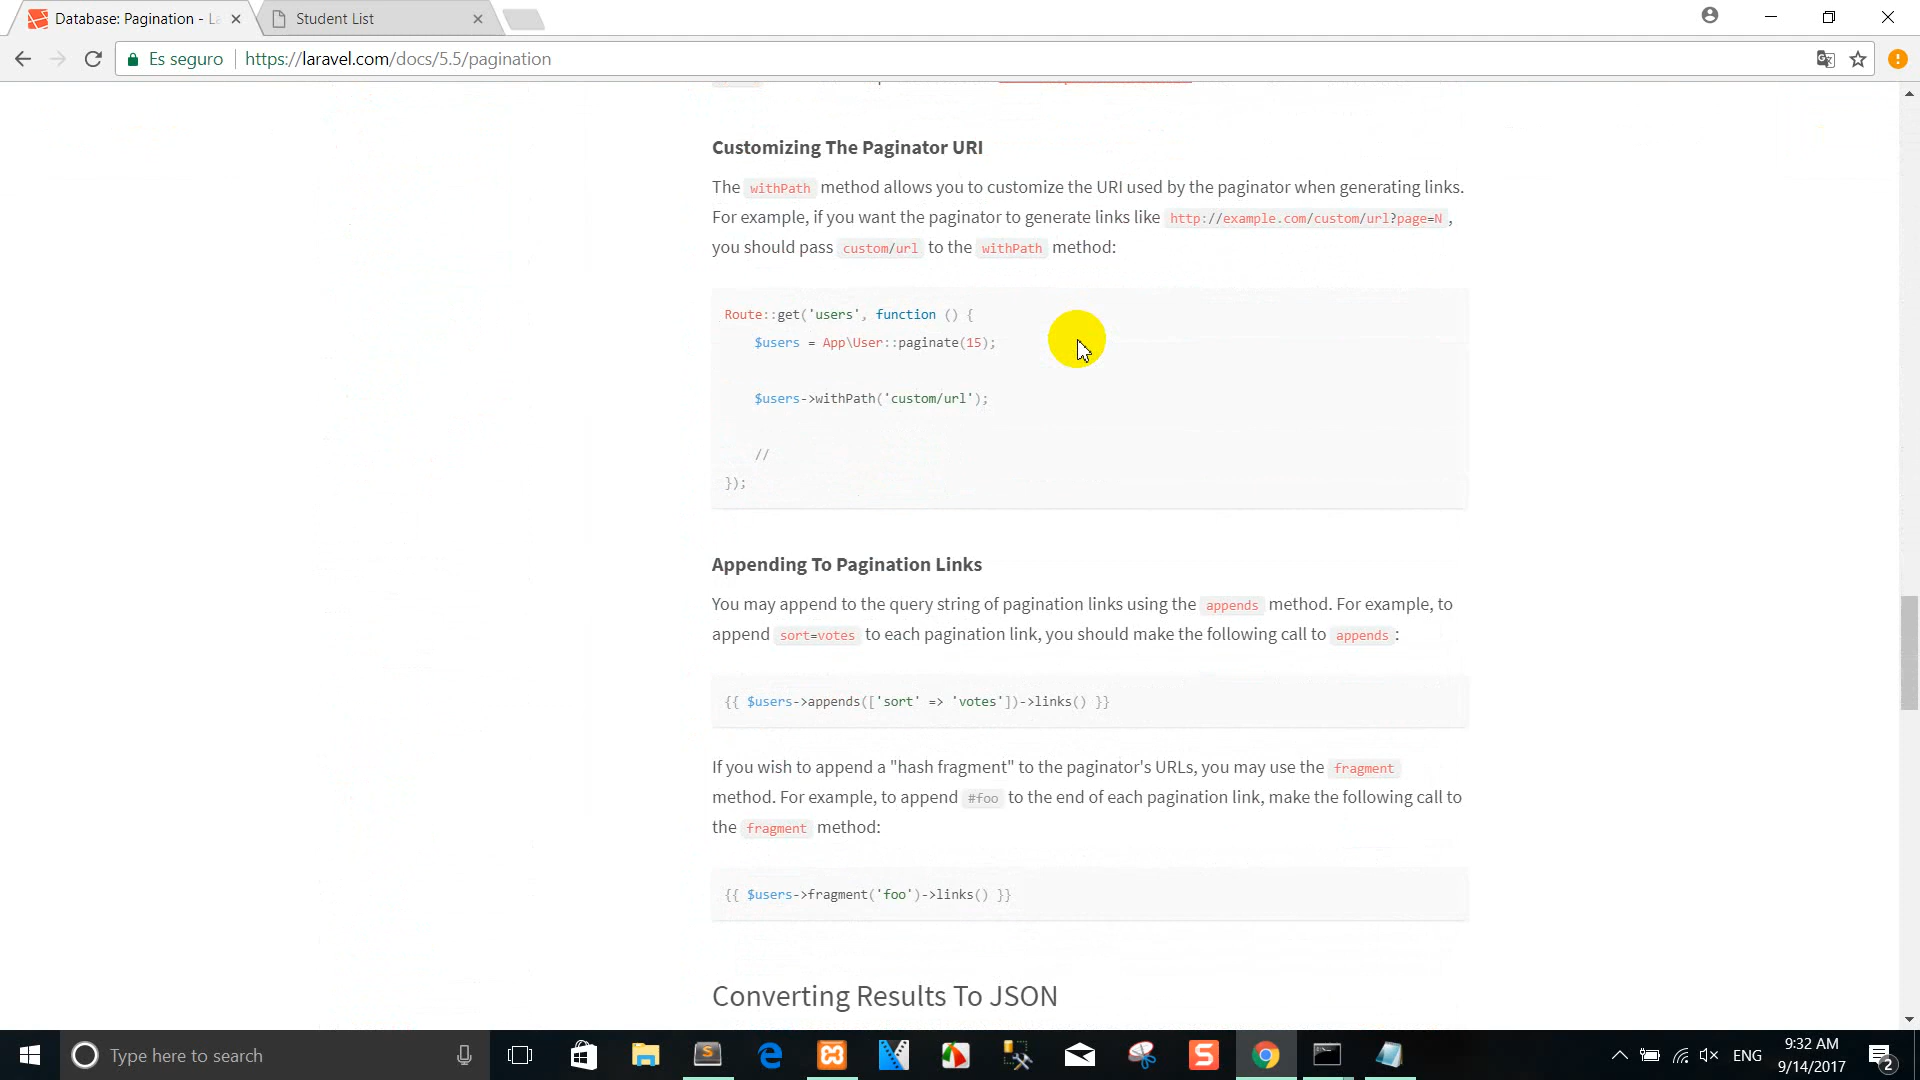 Database: Pagination - La
Student List
Es seguro
https://laravel.com/docs/5.5/pagination
Customizing The Paginator URI
The withPath method allows you to customize the URI used by the paginator when generating links.
For example, if you want the paginator to generate links like http://example.com/custom/url?page=N ,
you should pass custom/url to the withPath method:
Route::get('users', function () {
$users = App\User::paginate(15);
$users->withPath('custom/url');
//
});
Appending To Pagination Links
You may append to the query string of pagination links using the appends method. For example, to
append sort=votes to each pagination link, you should make the following call to appends :
{{ $users->appends(['sort' => 'votes'])->links() }}
If you wish to append a "hash fragment" to the paginator's URLs, you may use the fragment
method. For example, to append #foo to the end of each pagination link, make the following call to
the fragment method:
{{ $users->fragment('foo')->links() }}
Converting Results To JSON
Type here to search
ENG
9:32 AM
9/14/2017
2